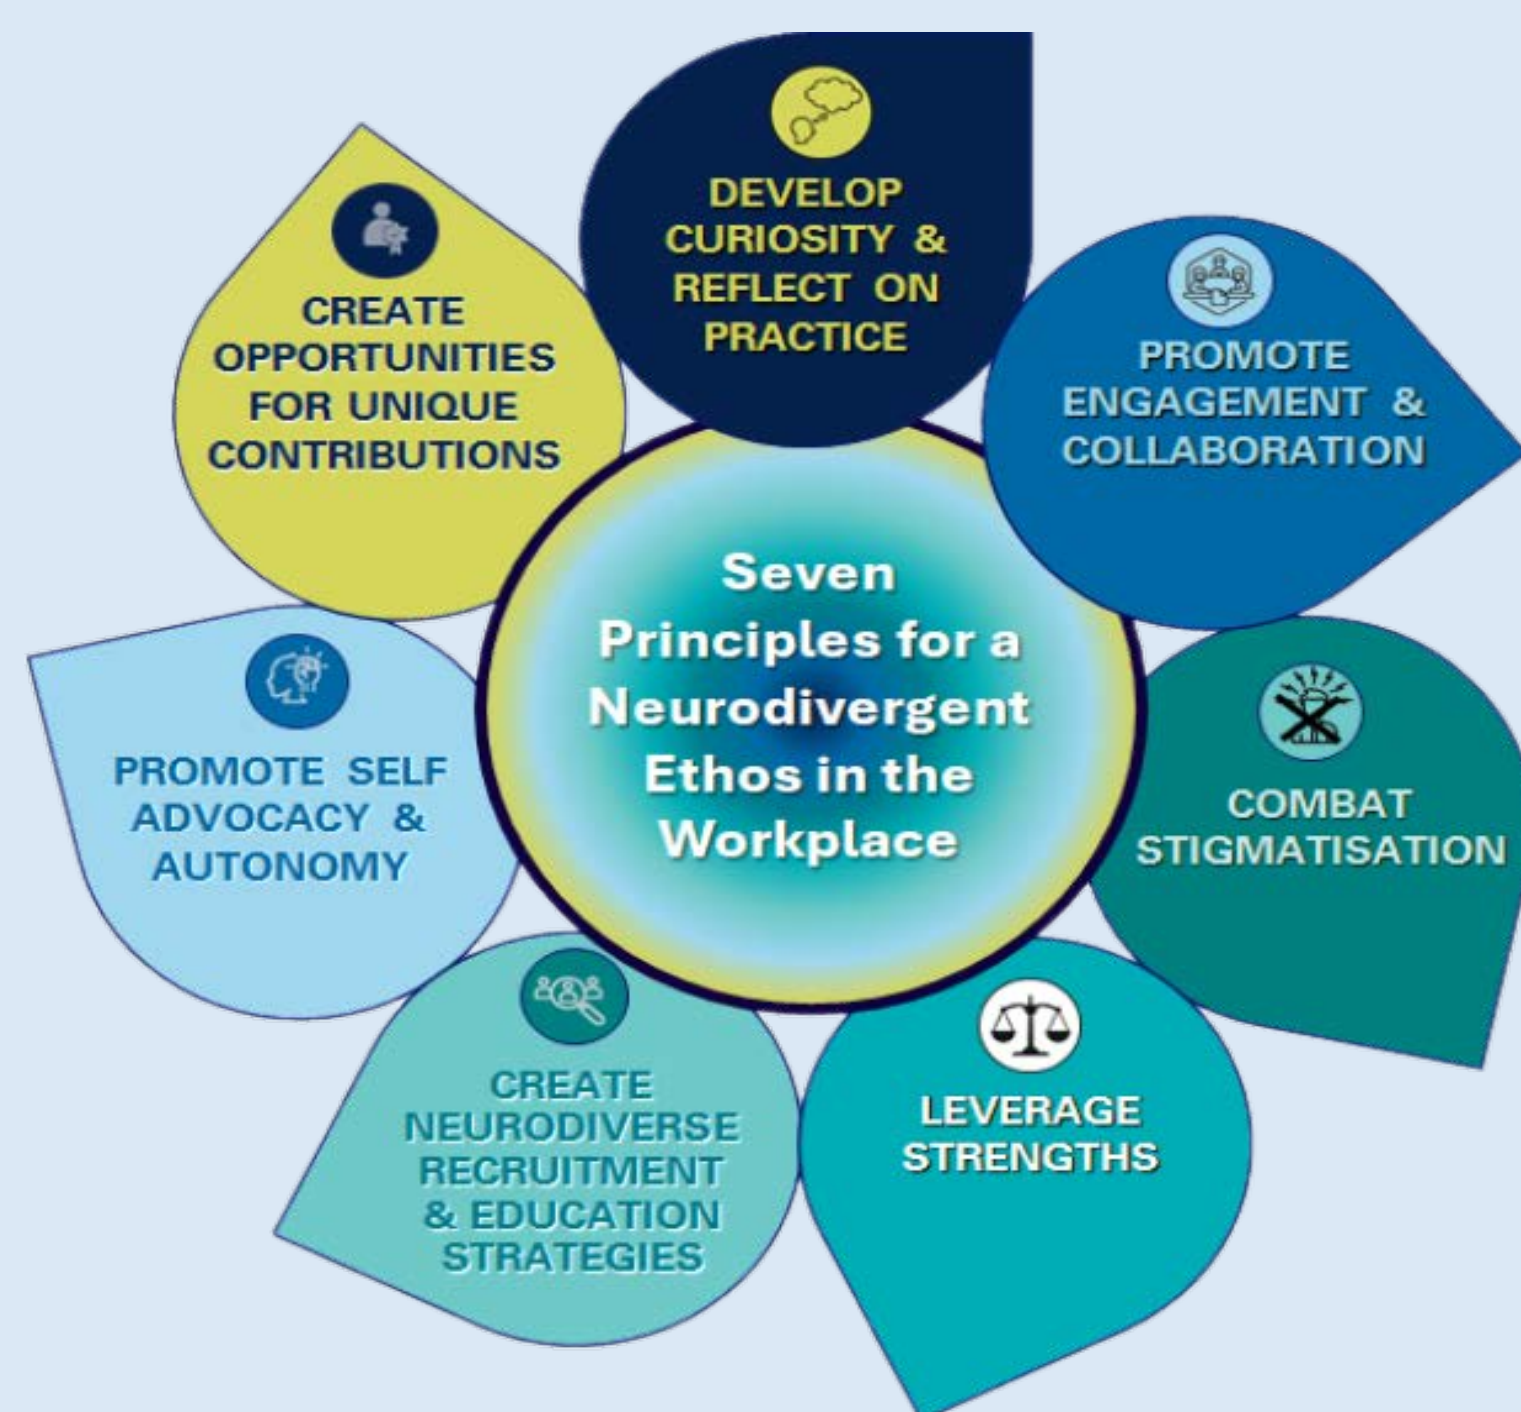 DEVELOP
CURIOSITY &
REFLECT ON
PRACTICE
PROMOTE
ENGAGEMENT &
COLLABORATION
COMBAT
STIGMATISATION
LEVERAGE
STRENGTHS
CREATE
NEURODIVERSE
RECRUITMENT
& EDUCATION
STRATEGIES
PROMOTE SELF
ADVOCACY &
AUTONOMY
CREATE
OPPORTUNITIES
FOR UNIQUE
CONTRIBUTIONS
Seven
Principles for a
Neurodivergent
Ethos in the
Workplace